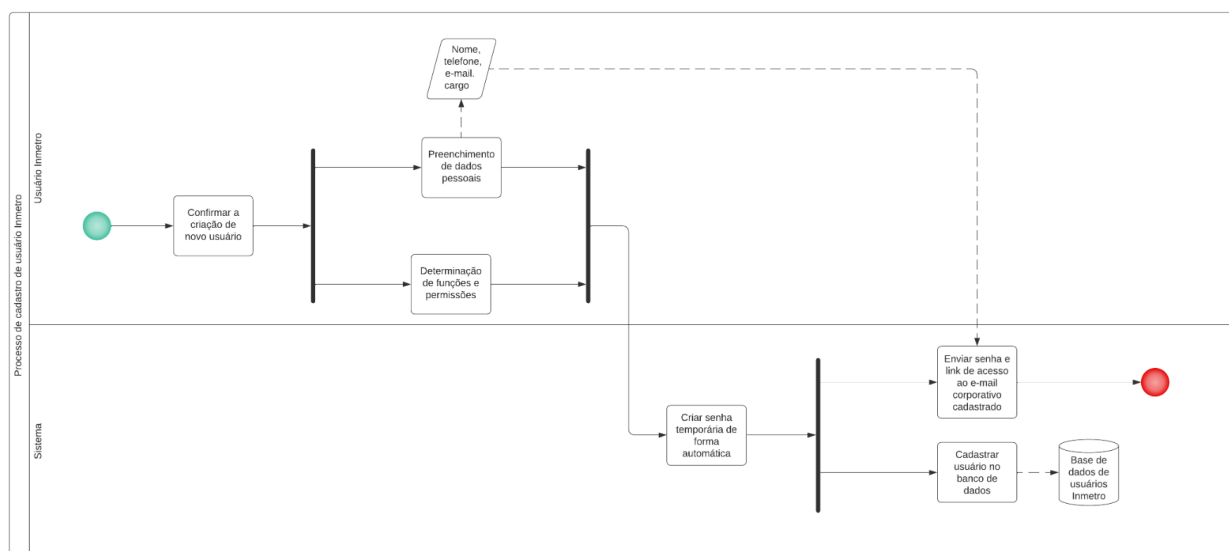 Processo de cadastro de usuário Inmetro
Usuário Inmetro
Nome,
telefone,
e-mail.
cargo
Preenchimento
de dados
pessoais
Confirmar a
criação de
novo usuário
Determinação
de funções e
permissões
Sistema
Enviar senha e
link de acesso
ao e-mail
corporativo
cadastrado
Criar senha
temporária de
forma
automática
Cadastrar
usuário no
banco de
dados
Base de
dados de
usuários
Inmetro